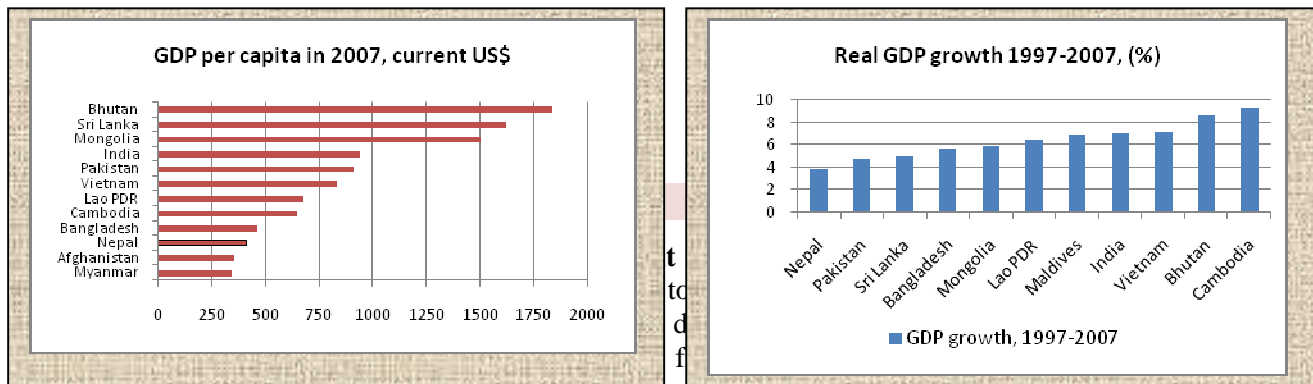 GDP per capita in 2007, current US$
Bhutan
Sri Lanka
Mongolia
India
Pakistan
Vietnam
Lao PDR
Cambodia
Bangladesh
Nepal
Afghanistan
Myanmar
0 250 500 750 1000 1250 1500 1750 2000
t
to
d
f
Real GDP growth 1997-2007, (%)
10
8
6
4
2
0
Nepal
Pakistan
Sri Lanka
Bangladesh
Mongolia
Lao PDR
Maldives
India
Vietnam
Bhutan
Cambodia
GDP growth, 1997-2007